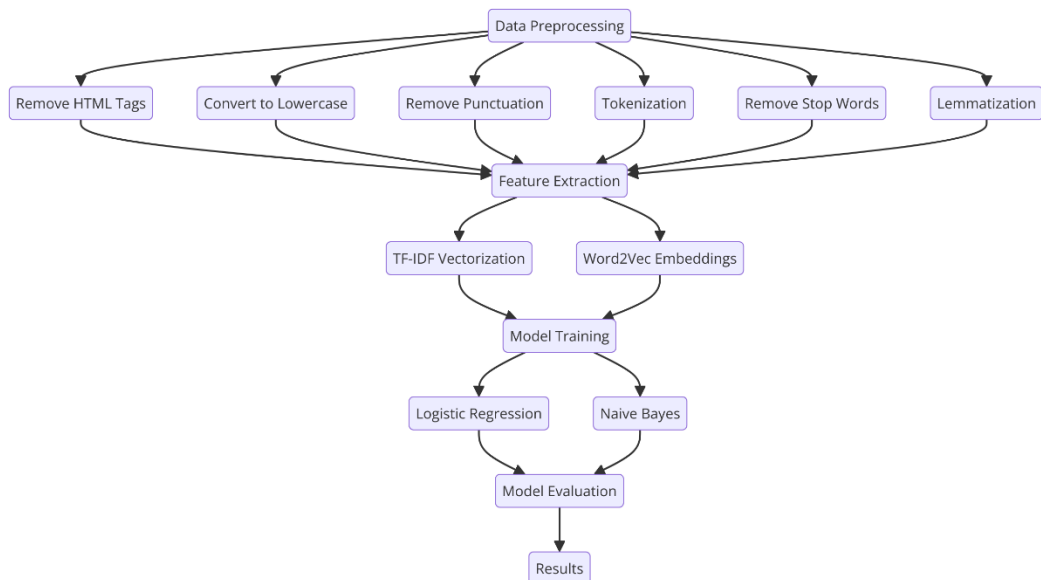 Data Preprocessing
Remove HTML Tags
Convert to Lowercase
Remove Punctuation
Tokenization
Remove Stop Words
Lemmatization
Feature Extraction
TF-IDF Vectorization
Word2Vec Embeddings
Model Training
Logistic Regression
Naive Bayes
Model Evaluation
Results